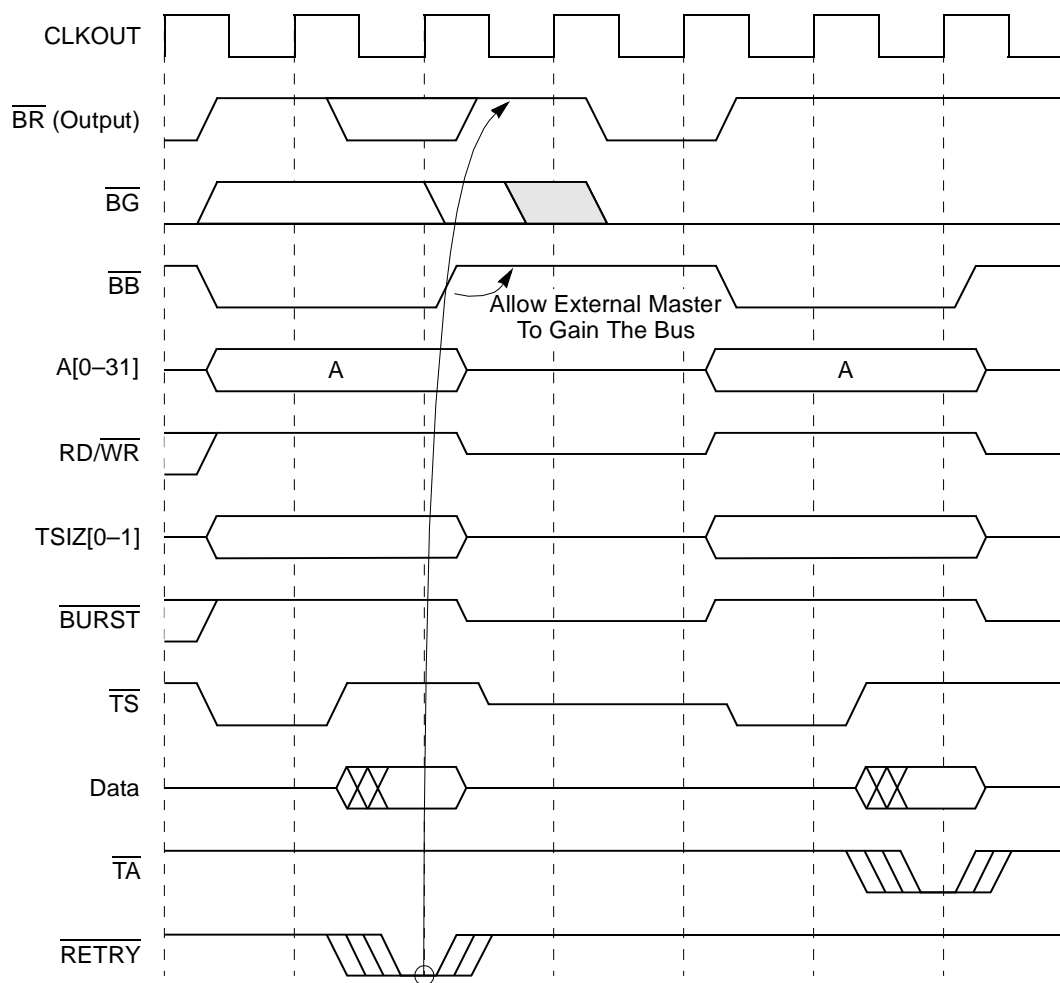 CLKOUT
BR (Output)
BG
BB
Allow External Master
To Gain The Bus
A[0–31]
A
A
RD/WR
TSIZ[0–1]
BURST
TS
Data
TA
RETRY